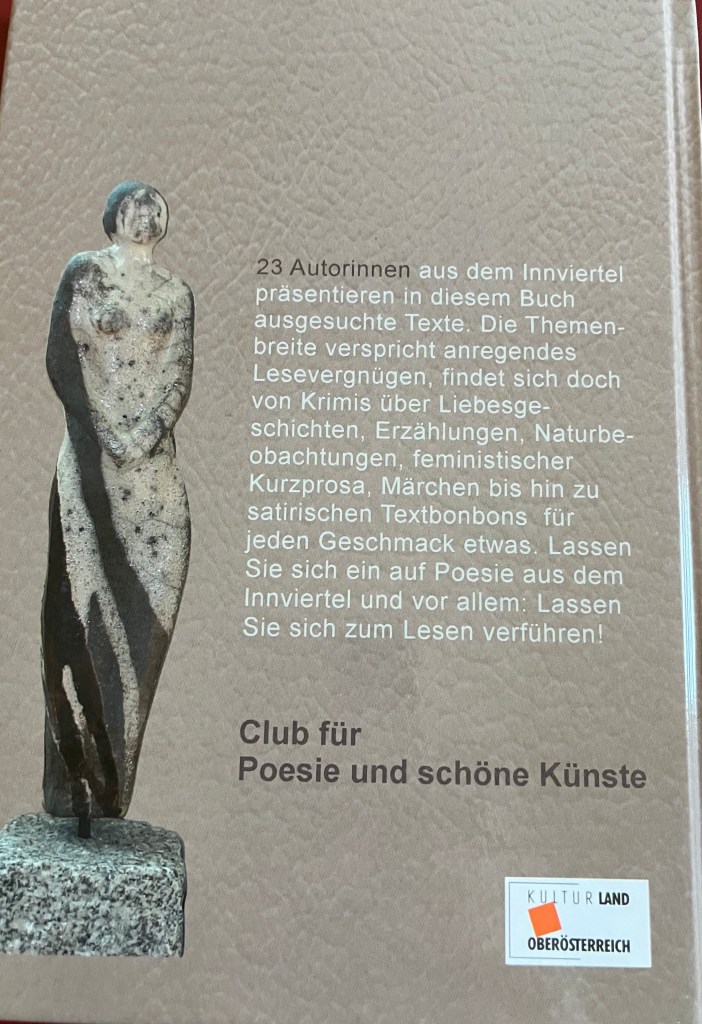 23 Autorinnen aus dem Innviertel
präsentieren in diesem Buch
ausgesuchte Texte. Die Themen-
breite verspricht anregendes
Lesevergnügen, findet sich doch
von Krimis über Liebesge-
schichten, Erzählungen, Naturbe-
obachtungen, feministischer
Kurzprosa, Märchen bis hin zu
satirischen Textbonbons für
jeden Geschmack etwas. Lassen
Sie sich ein auf Poesie aus dem
Innviertel und vor allem: Lassen
Sie sich zum Lesen verführen!
Club für
Poesie und schöne Künste
KULTUR LAND
OBERÖSTERREICH